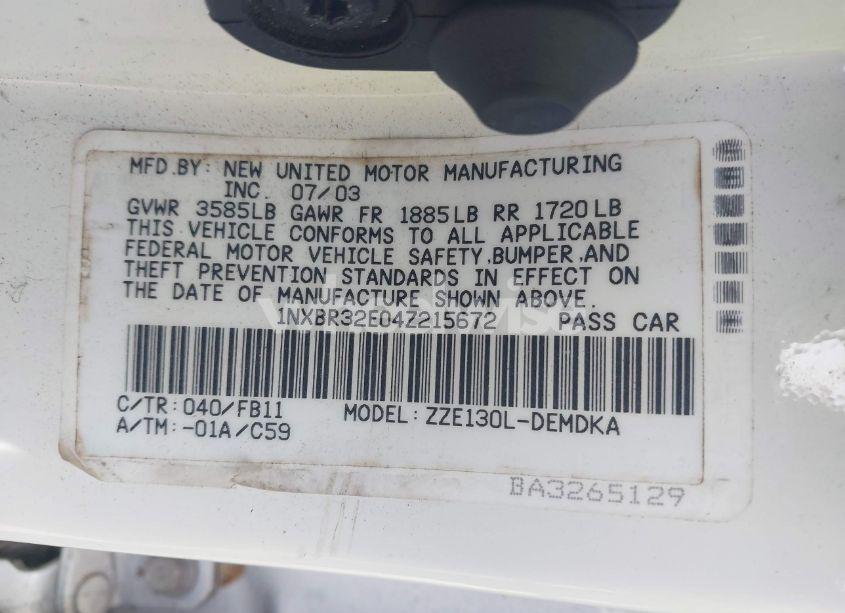 MFD.BY: NEW UNITED MOTOR MANUFACTURING
INC. 07/03
GVWR 3585LB GAWR FR 1885LB RR 1720LB
THIS VEHICLE CONFORMS TO ALL APPLICABLE
FEDERAL MOTOR VEHICLE SAFETY,BUMPER,AND
THEFT PREVENTION STANDARDS IN EFFECT ON
THE DATE OF MANUFACTURE SHOWN ABOVE.
1NXBR32E04Z215672 PASS CAR
C/TR:040/FB11 MODEL:ZZE130L-DEMDKA
A/TM:-01A/C59
BA3265129